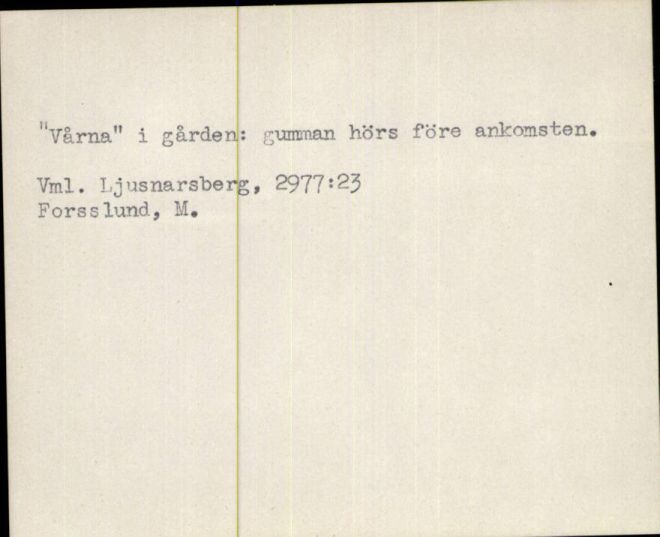 "Vårna" i gården: gumman hörs före ankomsten.
Vml. Ljusnarsberg, 2977:23
Forsslund, M.